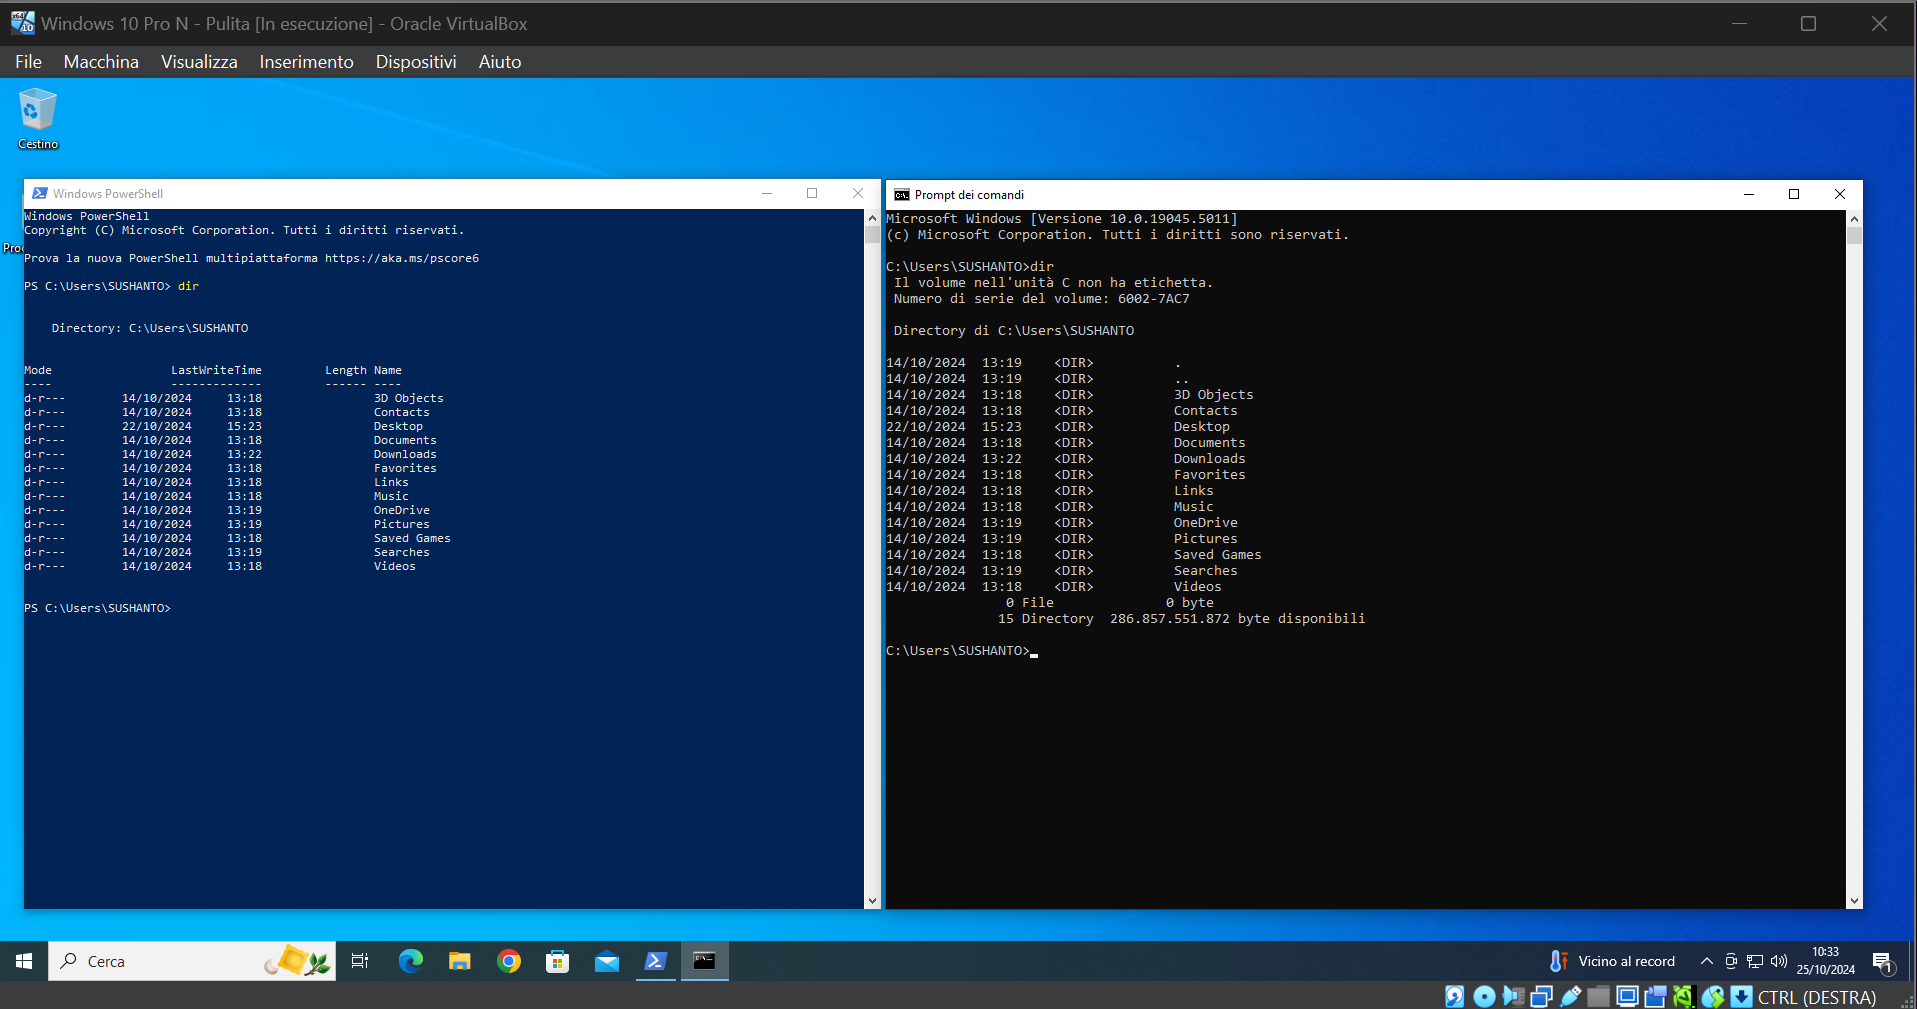 Windows 10 Pro N - Pulita [In esecuzione] - Oracle VirtualBox
File Macchina Visualizza Inserimento Dispositivi Aiuto
Cestino
Windows PowerShell
Windows PowerShell
Copyright (C) Microsoft Corporation. Tutti i diritti riservati.
Prova la nuova PowerShell multipiattaforma https://aka.ms/pscore6
PS C:\Users\SUSHANTO> dir
Directory: C:\Users\SUSHANTO
Mode LastWriteTime Length Name
---- ------------- ------ ----
d-r--- 14/10/2024 13:18 3D Objects
d-r--- 14/10/2024 13:18 Contacts
d-r--- 22/10/2024 15:23 Desktop
d-r--- 14/10/2024 13:18 Documents
d-r--- 14/10/2024 13:22 Downloads
d-r--- 14/10/2024 13:18 Favorites
d-r--- 14/10/2024 13:18 Links
d-r--- 14/10/2024 13:18 Music
d-r--- 14/10/2024 13:19 OneDrive
d-r--- 14/10/2024 13:19 Pictures
d-r--- 14/10/2024 13:18 Saved Games
d-r--- 14/10/2024 13:19 Searches
d-r--- 14/10/2024 13:18 Videos
PS C:\Users\SUSHANTO>
Prompt dei comandi
Microsoft Windows [Versione 10.0.19045.5011]
(c) Microsoft Corporation. Tutti i diritti sono riservati.
C:\Users\SUSHANTO>dir
Il volume nell'unità C non ha etichetta.
Numero di serie del volume: 6002-7AC7
Directory di C:\Users\SUSHANTO
14/10/2024 13:19 <DIR> .
14/10/2024 13:19 <DIR> ..
14/10/2024 13:18 <DIR> 3D Objects
14/10/2024 13:18 <DIR> Contacts
22/10/2024 15:23 <DIR> Desktop
14/10/2024 13:18 <DIR> Documents
14/10/2024 13:22 <DIR> Downloads
14/10/2024 13:18 <DIR> Favorites
14/10/2024 13:18 <DIR> Links
14/10/2024 13:18 <DIR> Music
14/10/2024 13:19 <DIR> OneDrive
14/10/2024 13:19 <DIR> Pictures
14/10/2024 13:18 <DIR> Saved Games
14/10/2024 13:19 <DIR> Searches
14/10/2024 13:18 <DIR> Videos
0 File 0 byte
15 Directory 286.857.551.872 byte disponibili
C:\Users\SUSHANTO>
Cerca
Vicino al record
10:33
25/10/2024
1
CTRL (DESTRA)